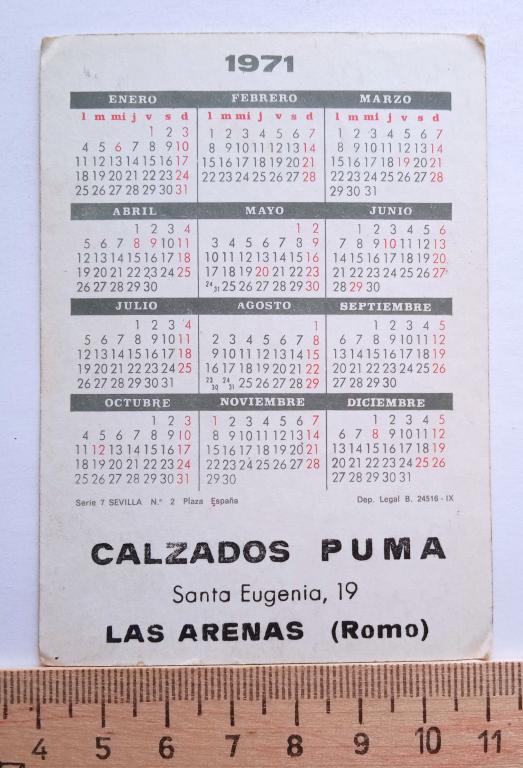 1971
ENERO FEBRERO MARZO
l m mi j v s d l m mi j v s d l m mi j v s d
1 2 3 1 2 3 4 5 6 7 1 2 3 4 5 6 7
4 5 6 7 8 9 10 8 9 10 11 12 13 14 8 9 10 11 12 13 14
11 12 13 14 15 16 17 15 16 17 18 19 20 21 15 16 17 18 19 20 21
18 19 20 21 22 23 24 22 23 24 25 26 27 28 22 23 24 25 26 27 28
25 26 27 28 29 30 31 29 30 31
ABRIL MAYO JUNIO
1 2 3 4 1 2 1 2 3 4 5 6
5 6 7 8 9 10 11 3 4 5 6 7 8 9 7 8 9 10 11 12 13
12 13 14 15 16 17 18 10 11 12 13 14 15 16 14 15 16 17 18 19 20
19 20 21 22 23 24 25 17 18 19 20 21 22 23 21 22 23 24 25 26 27
26 27 28 29 30 24/31 25 26 27 28 29 30 28 29 30
JULIO AGOSTO SEPTIEMBRE
1 2 3 4 1 1 2 3 4 5
5 6 7 8 9 10 11 2 3 4 5 6 7 8 6 7 8 9 10 11 12
12 13 14 15 16 17 18 9 10 11 12 13 14 15 13 14 15 16 17 18 19
19 20 21 22 23 24 25 16 17 18 19 20 21 22 20 21 22 23 24 25 26
26 27 28 29 30 31 23/30 24/31 25 26 27 28 29 27 28 29 30
OCTUBRE NOVIEMBRE DICIEMBRE
1 2 3 1 2 3 4 5 6 7 1 2 3 4 5
4 5 6 7 8 9 10 8 9 10 11 12 13 14 6 7 8 9 10 11 12
11 12 13 14 15 16 17 15 16 17 18 19 20 21 13 14 15 16 17 18 19
18 19 20 21 22 23 24 22 23 24 25 26 27 28 20 21 22 23 24 25 26
25 26 27 28 29 30 31 29 30 27 28 29 30 31
Serie 7 SEVILLA N.º 2 Plaza España Dep. Legal B. 24516 - IX
CALZADOS PUMA
Santa Eugenia, 19
LAS ARENAS (Romo)
4 5 6 7 8 9 10 11